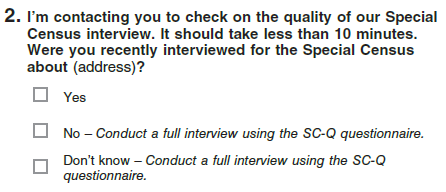 2. I'm contacting you to check on the quality of our Special
Census interview. It should take less than 10 minutes.
Were you recently interviewed for the Special Census
about (address)?
Yes
No – Conduct a full interview using the SC-Q questionnaire.
Don't know – Conduct a full interview using the SC-Q
questionnaire.